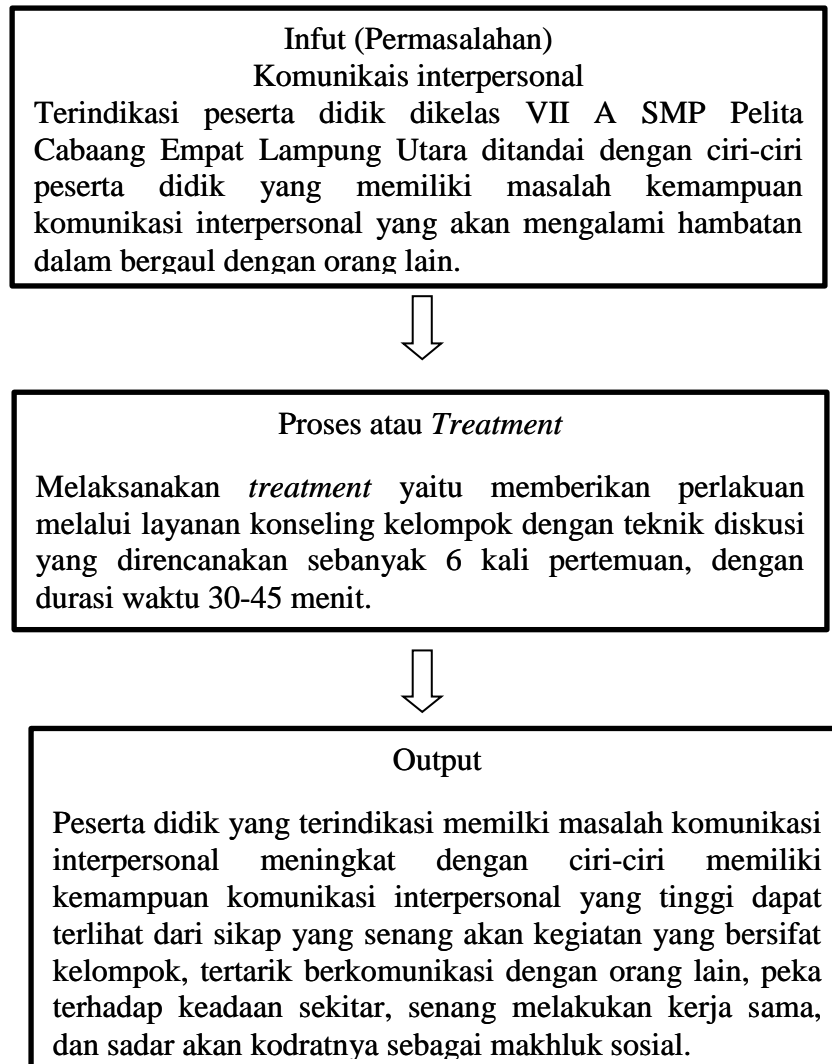 Infut (Permasalahan)
Komunikais interpersonal
Terindikasi peserta didik dikelas VII A SMP Pelita
Cabaang Empat Lampung Utara ditandai dengan ciri-ciri
peserta didik yang memiliki masalah kemampuan
komunikasi interpersonal yang akan mengalami hambatan
dalam bergaul dengan orang lain.
Proses atau Treatment
Melaksanakan treatment yaitu memberikan perlakuan
melalui layanan konseling kelompok dengan teknik diskusi
yang direncanakan sebanyak 6 kali pertemuan, dengan
durasi waktu 30-45 menit.
Output
Peserta didik yang terindikasi memilki masalah komunikasi
interpersonal meningkat dengan ciri-ciri memiliki
kemampuan komunikasi interpersonal yang tinggi dapat
terlihat dari sikap yang senang akan kegiatan yang bersifat
kelompok, tertarik berkomunikasi dengan orang lain, peka
terhadap keadaan sekitar, senang melakukan kerja sama,
dan sadar akan kodratnya sebagai makhluk sosial.